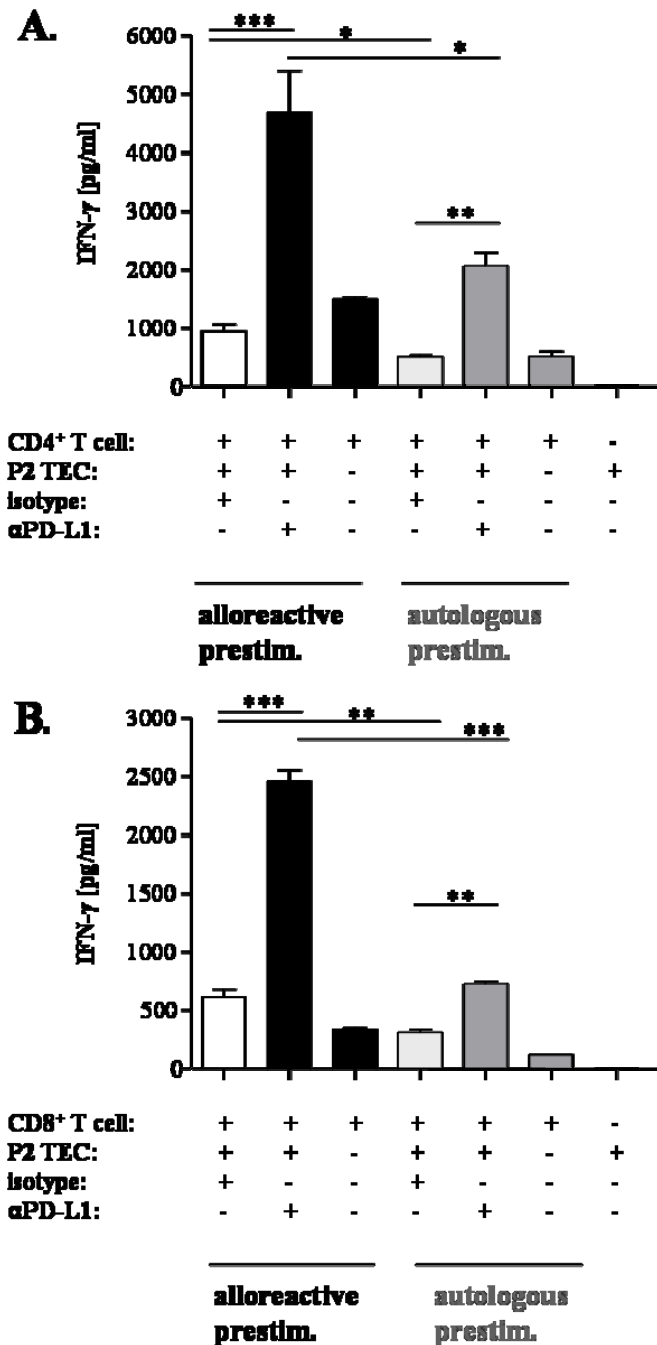 A.
***
*
*
6000
5000
4000
3000
2000
1000
0
IFN-γ [pg/ml]
**
CD4⁺ T cell: + + + + + + -
P2 TEC: + + - + + - +
isotype: + - - + - - -
αPD-L1: - + - - + - -
alloreactive prestim.
autologous prestim.
B.
***
**
***
3000
2500
2000
1500
1000
500
0
IFN-γ [pg/ml]
**
CD8⁺ T cell: + + + + + + -
P2 TEC: + + - + + - +
isotype: + - - + - - -
αPD-L1: - + - - + - -
alloreactive prestim.
autologous prestim.